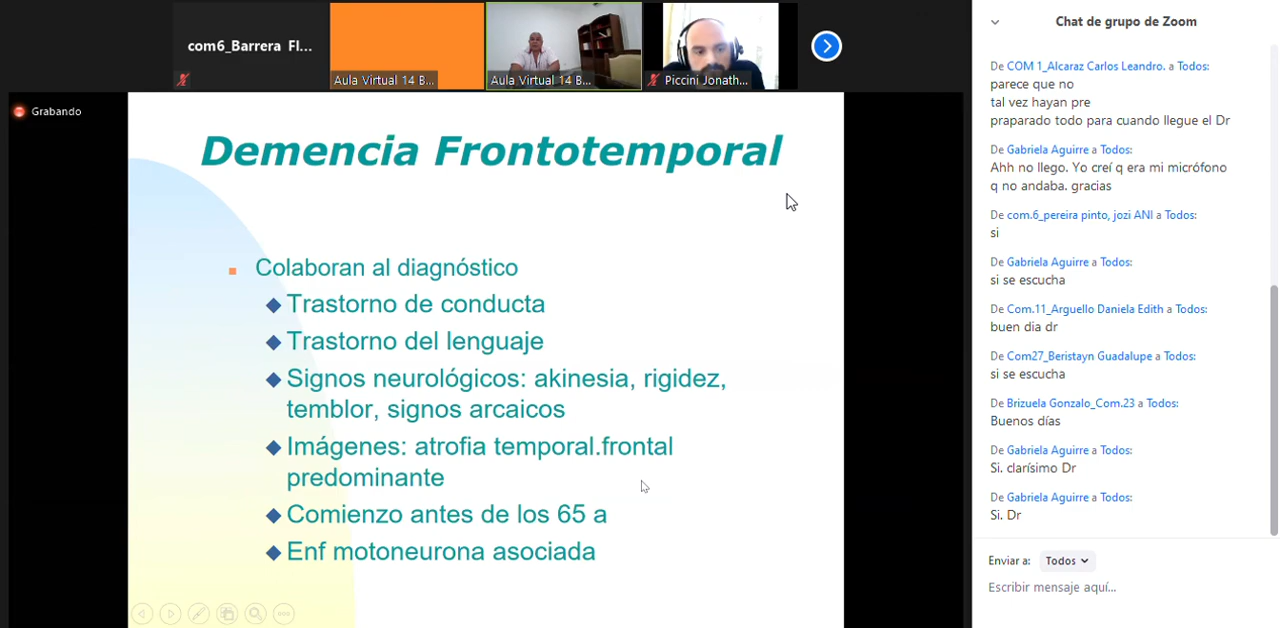 com6_Barrera Fl...
Aula Virtual 14 B...
Aula Virtual 14 B...
Piccini Jonath...
Grabando
Demencia Frontotemporal
Colaboran al diagnóstico
Trastorno de conducta
Trastorno del lenguaje
Signos neurológicos: akinesia, rigidez,
temblor, signos arcaicos
Imágenes: atrofia temporal.frontal
predominante
Comienzo antes de los 65 a
Enf motoneurona asociada
Chat de grupo de Zoom
De COM 1_Alcaraz Carlos Leandro. a Todos:
parece que no
tal vez hayan pre
praparado todo para cuando llegue el Dr
De Gabriela Aguirre a Todos:
Ahh no llego. Yo creí q era mi micrófono
q no andaba. gracias
De com.6_pereira pinto, jozi ANI a Todos:
si
De Gabriela Aguirre a Todos:
si se escucha
De Com.11_Arguello Daniela Edith a Todos:
buen dia dr
De Com27_Beristayn Guadalupe a Todos:
si se escucha
De Brizuela Gonzalo_Com.23 a Todos:
Buenos días
De Gabriela Aguirre a Todos:
Si. clarísimo Dr
De Gabriela Aguirre a Todos:
Si. Dr
Enviar a: Todos
Escribir mensaje aquí...